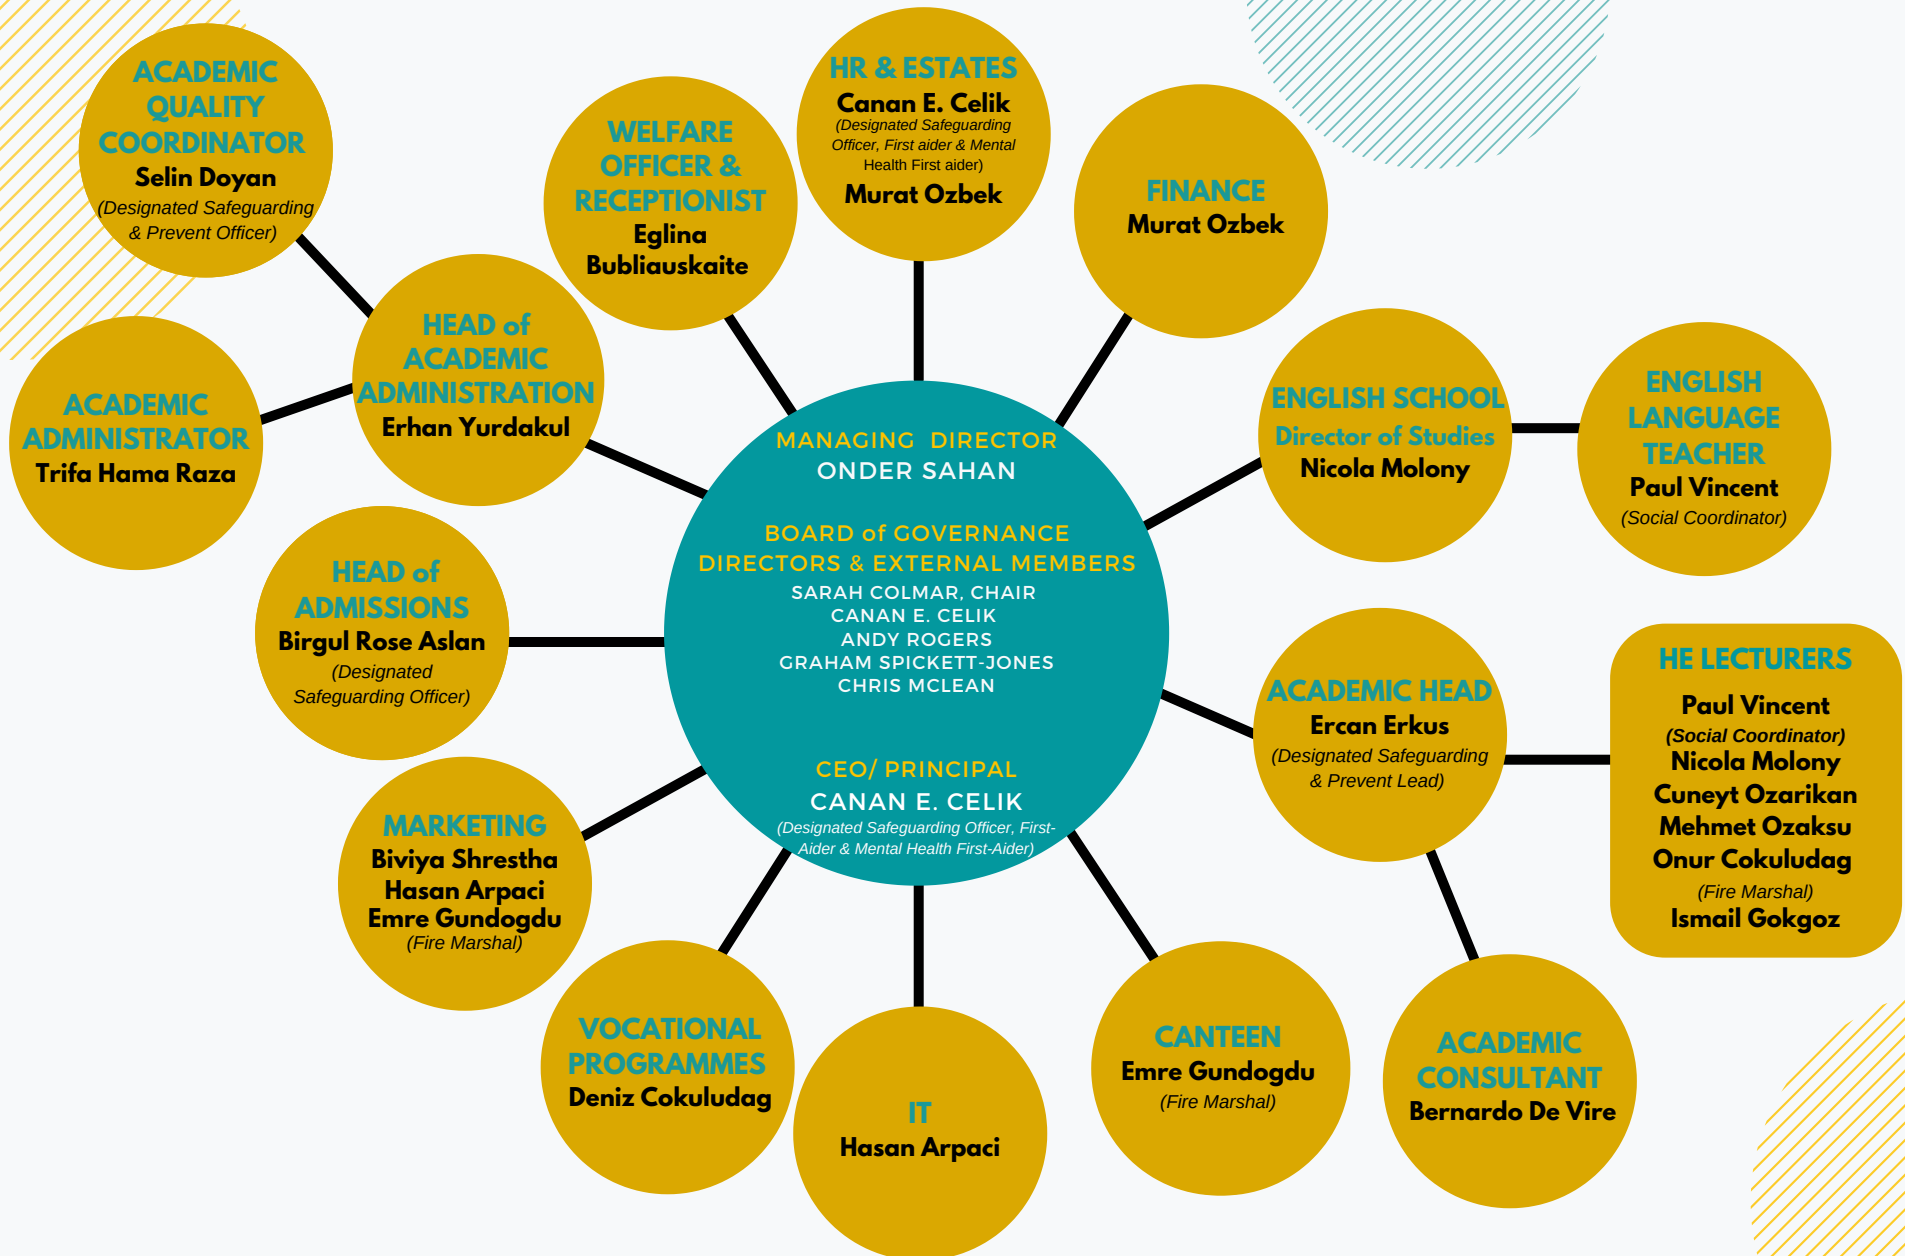 ACADEMIC
QUALITY
COORDINATOR
Selin Doyan
(Designated Safeguarding
& Prevent Officer)
WELFARE
OFFICER &
RECEPTIONIST
Eglina
Bubliauskaite
HR & ESTATES
Canan E. Celik
(Designated Safeguarding
Officer, First aider & Mental
Health First aider)
Murat Ozbek
FINANCE
Murat Ozbek
HEAD of
ACADEMIC
ADMINISTRATION
Erhan Yurdakul
ACADEMIC
ADMINISTRATOR
Trifa Hama Raza
ENGLISH SCHOOL
Director of Studies
Nicola Molony
ENGLISH
LANGUAGE
TEACHER
Paul Vincent
(Social Coordinator)
MANAGING DIRECTOR
ONDER SAHAN
BOARD of GOVERNANCE
DIRECTORS & EXTERNAL MEMBERS
SARAH COLMAR, CHAIR
CANAN E. CELIK
ANDY ROGERS
GRAHAM SPICKETT-JONES
CHRIS MCLEAN
CEO/ PRINCIPAL
CANAN E. CELIK
(Designated Safeguarding Officer, First-
Aider & Mental Health First-Aider)
HEAD of
ADMISSIONS
Birgul Rose Aslan
(Designated
Safeguarding Officer)
ACADEMIC HEAD
Ercan Erkus
(Designated Safeguarding
& Prevent Lead)
HE LECTURERS
Paul Vincent
(Social Coordinator)
Nicola Molony
Cuneyt Ozarikan
Mehmet Ozaksu
Onur Cokuludag
(Fire Marshal)
Ismail Gokgoz
MARKETING
Biviya Shrestha
Hasan Arpaci
Emre Gundogdu
(Fire Marshal)
VOCATIONAL
PROGRAMMES
Deniz Cokuludag
IT
Hasan Arpaci
CANTEEN
Emre Gundogdu
(Fire Marshal)
ACADEMIC
CONSULTANT
Bernardo De Vire